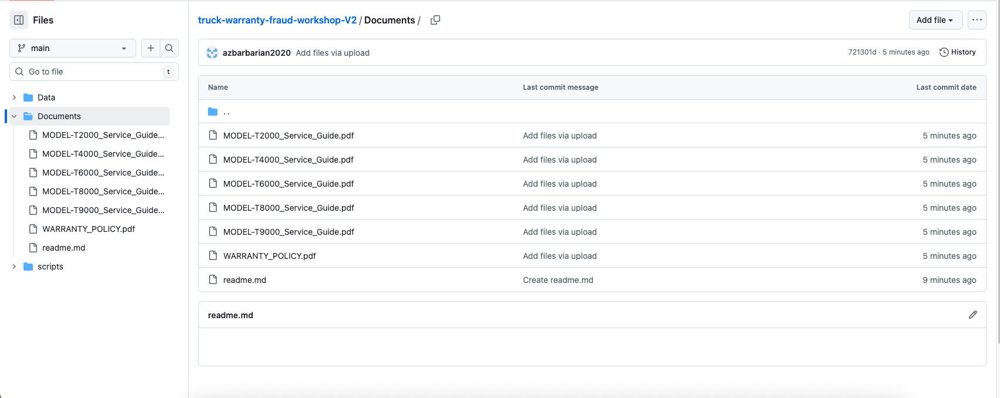 Files
main
Go to file
t
Data
Documents
MODEL-T2000_Service_Guide...
MODEL-T4000_Service_Guide...
MODEL-T6000_Service_Guide...
MODEL-T8000_Service_Guide...
MODEL-T9000_Service_Guide...
WARRANTY_POLICY.pdf
readme.md
scripts
truck-warranty-fraud-workshop-V2 / Documents /
Add file
azbarbarian2020 Add files via upload 721301d · 5 minutes ago History
Name Last commit message Last commit date
..
MODEL-T2000_Service_Guide.pdf Add files via upload 5 minutes ago
MODEL-T4000_Service_Guide.pdf Add files via upload 5 minutes ago
MODEL-T6000_Service_Guide.pdf Add files via upload 5 minutes ago
MODEL-T8000_Service_Guide.pdf Add files via upload 5 minutes ago
MODEL-T9000_Service_Guide.pdf Add files via upload 5 minutes ago
WARRANTY_POLICY.pdf Add files via upload 5 minutes ago
readme.md Create readme.md 9 minutes ago
readme.md